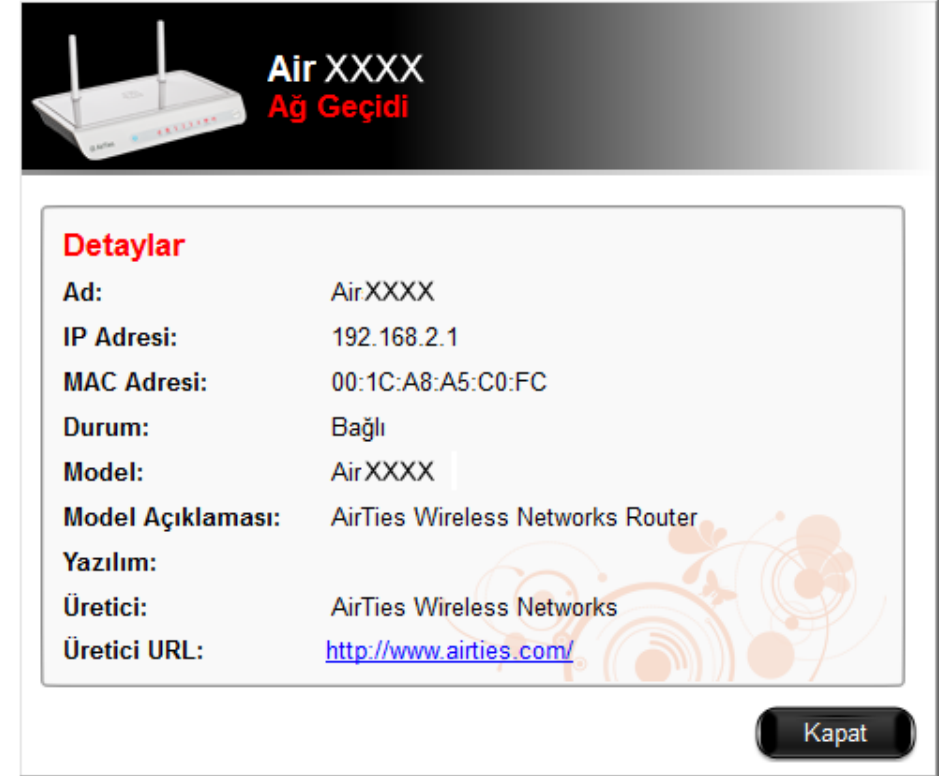 Air XXXX
Ağ Geçidi
AirTies
Detaylar
Ad: Air XXXX
IP Adresi: 192.168.2.1
MAC Adresi: 00:1C:A8:A5:C0:FC
Durum: Bağlı
Model: Air XXXX
Model Açıklaması: AirTies Wireless Networks Router
Yazılım:
Üretici: AirTies Wireless Networks
Üretici URL: http://www.airties.com/
Kapat